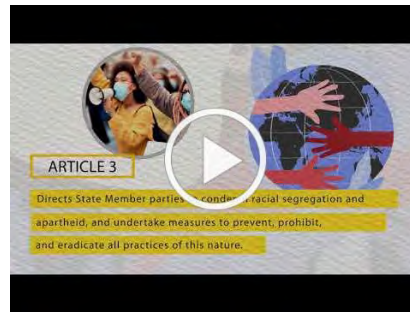 ARTICLE 3
Directs State Member parties condemn racial segregation and
apartheid, and undertake measures to prevent, prohibit,
and eradicate all practices of this nature.